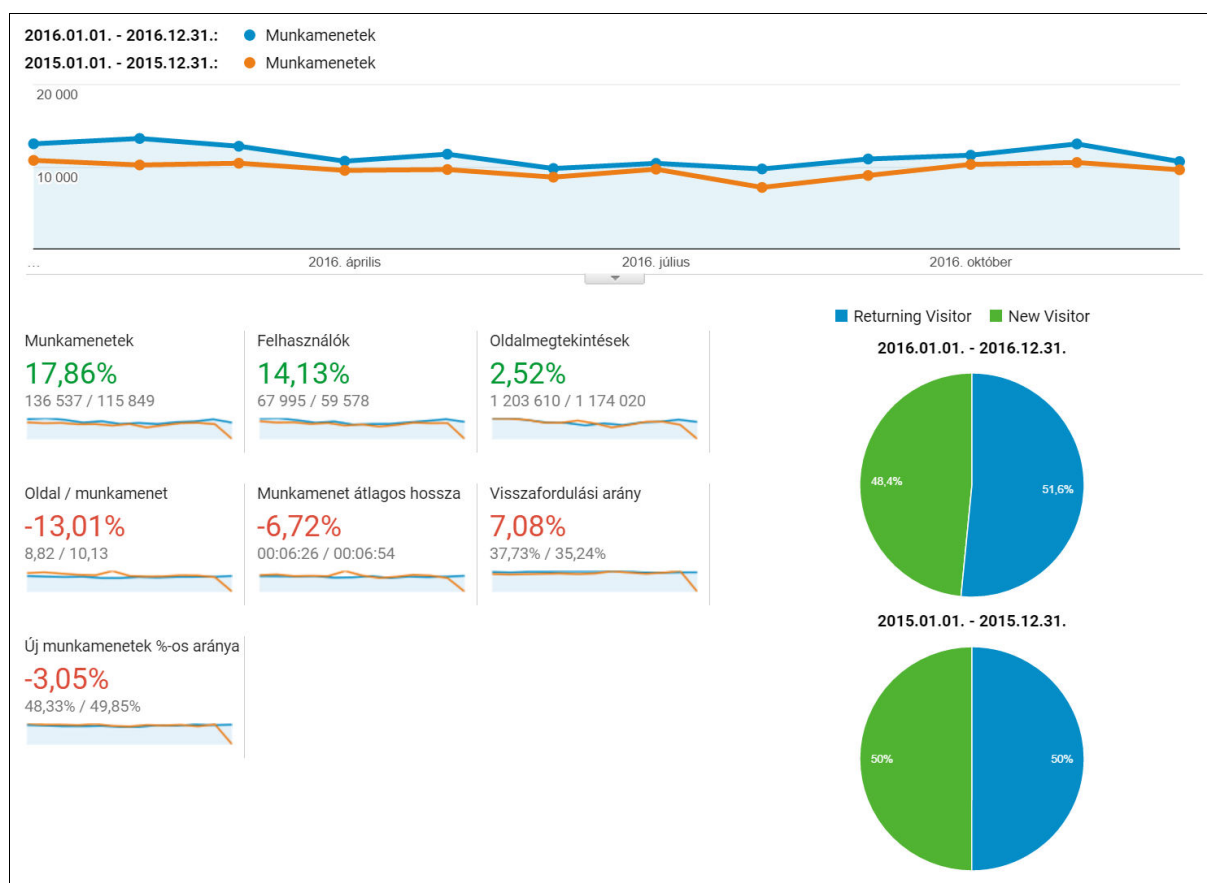 2016.01.01. - 2016.12.31.: Munkamenetek
2015.01.01. - 2015.12.31.: Munkamenetek
20 000
10 000
...
2016. április
2016. július
2016. október
Munkamenetek
17,86%
136 537 / 115 849
Felhasználók
14,13%
67 995 / 59 578
Oldalmegtekintések
2,52%
1 203 610 / 1 174 020
Oldal / munkamenet
-13,01%
8,82 / 10,13
Munkamenet átlagos hossza
-6,72%
00:06:26 / 00:06:54
Visszafordulási arány
7,08%
37,73% / 35,24%
Új munkamenetek %-os aránya
-3,05%
48,33% / 49,85%
Returning Visitor
New Visitor
2016.01.01. - 2016.12.31.
48,4%
51,6%
2015.01.01. - 2015.12.31.
50%
50%